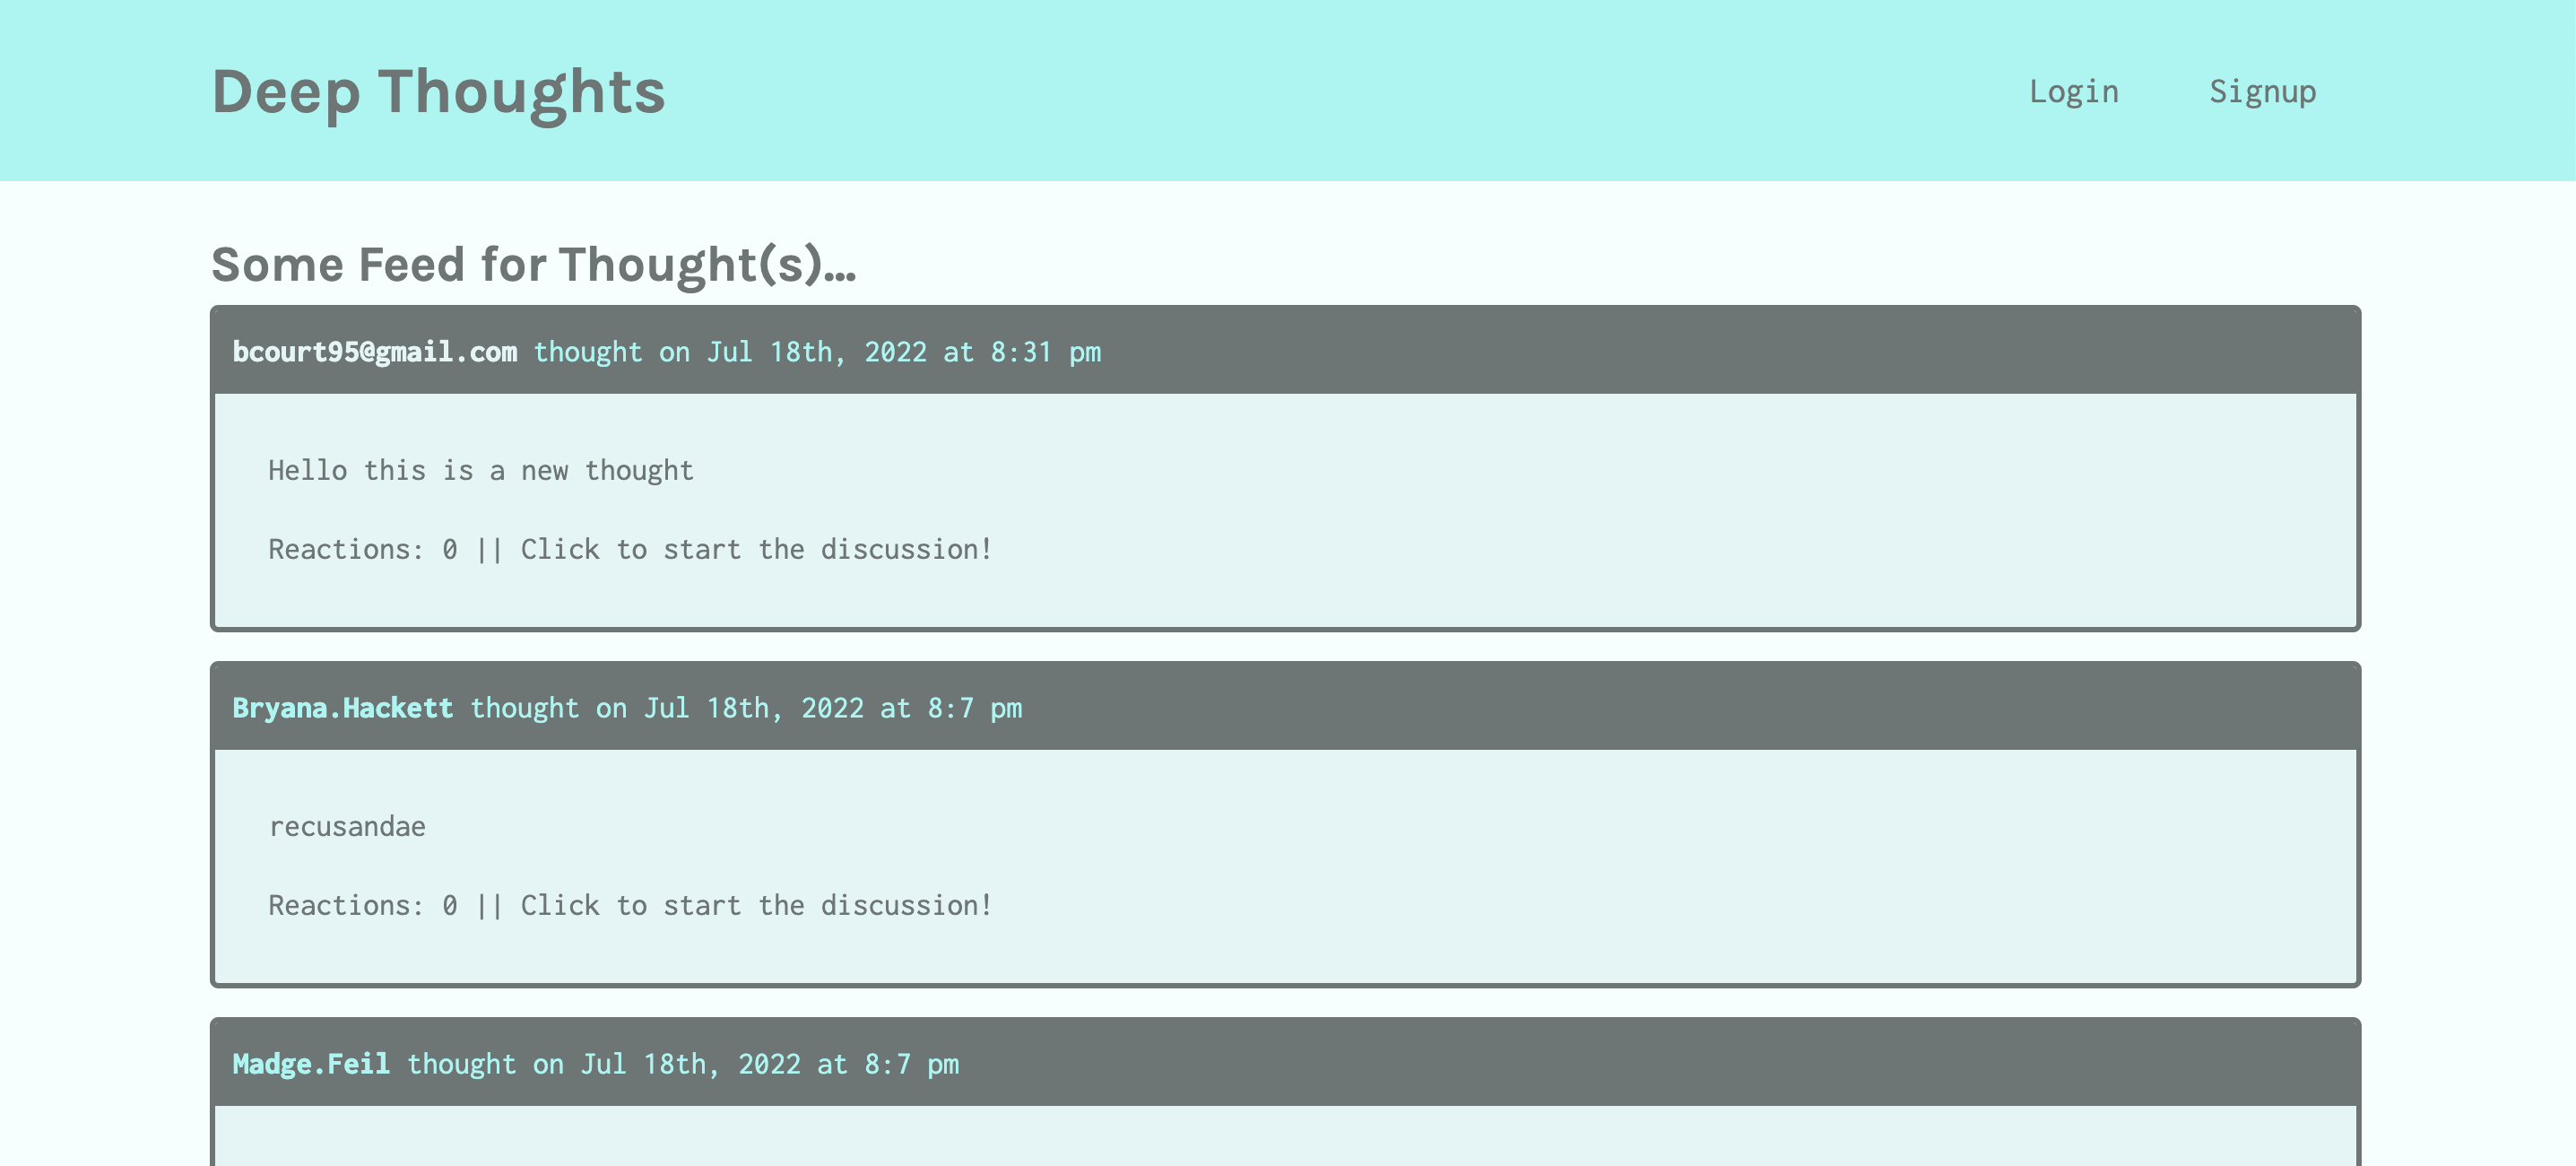 Deep Thoughts
Login Signup
Some Feed for Thought(s)...
bcourt95@gmail.com thought on Jul 18th, 2022 at 8:31 pm
Hello this is a new thought
Reactions: 0 || Click to start the discussion!
Bryana.Hackett thought on Jul 18th, 2022 at 8:7 pm
recusandae
Reactions: 0 || Click to start the discussion!
Madge.Feil thought on Jul 18th, 2022 at 8:7 pm